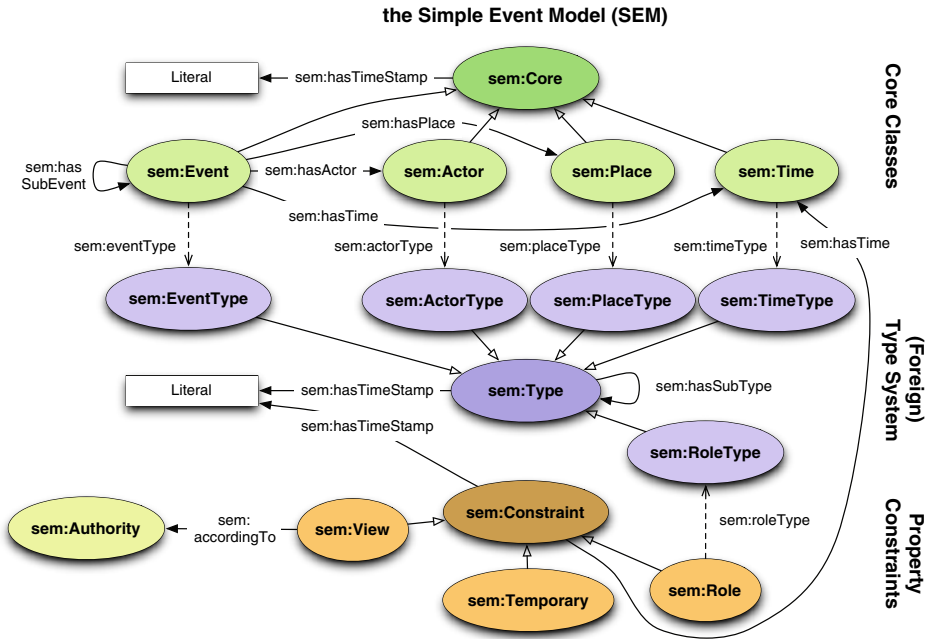 the Simple Event Model (SEM)
Literal
sem:hasTimeStamp
sem:Core
Core Classes
sem:hasPlace
sem:has
SubEvent
sem:Event
sem:hasActor
sem:Actor
sem:Place
sem:Time
sem:hasTime
sem:eventType
sem:actorType
sem:placeType
sem:timeType
sem:hasTime
sem:EventType
sem:ActorType
sem:PlaceType
sem:TimeType
(Foreign)
Type System
Literal
sem:hasTimeStamp
sem:Type
sem:hasSubType
sem:hasTimeStamp
sem:RoleType
sem:Authority
sem:
accordingTo
sem:View
sem:Constraint
sem:roleType
Property
Constraints
sem:Temporary
sem:Role